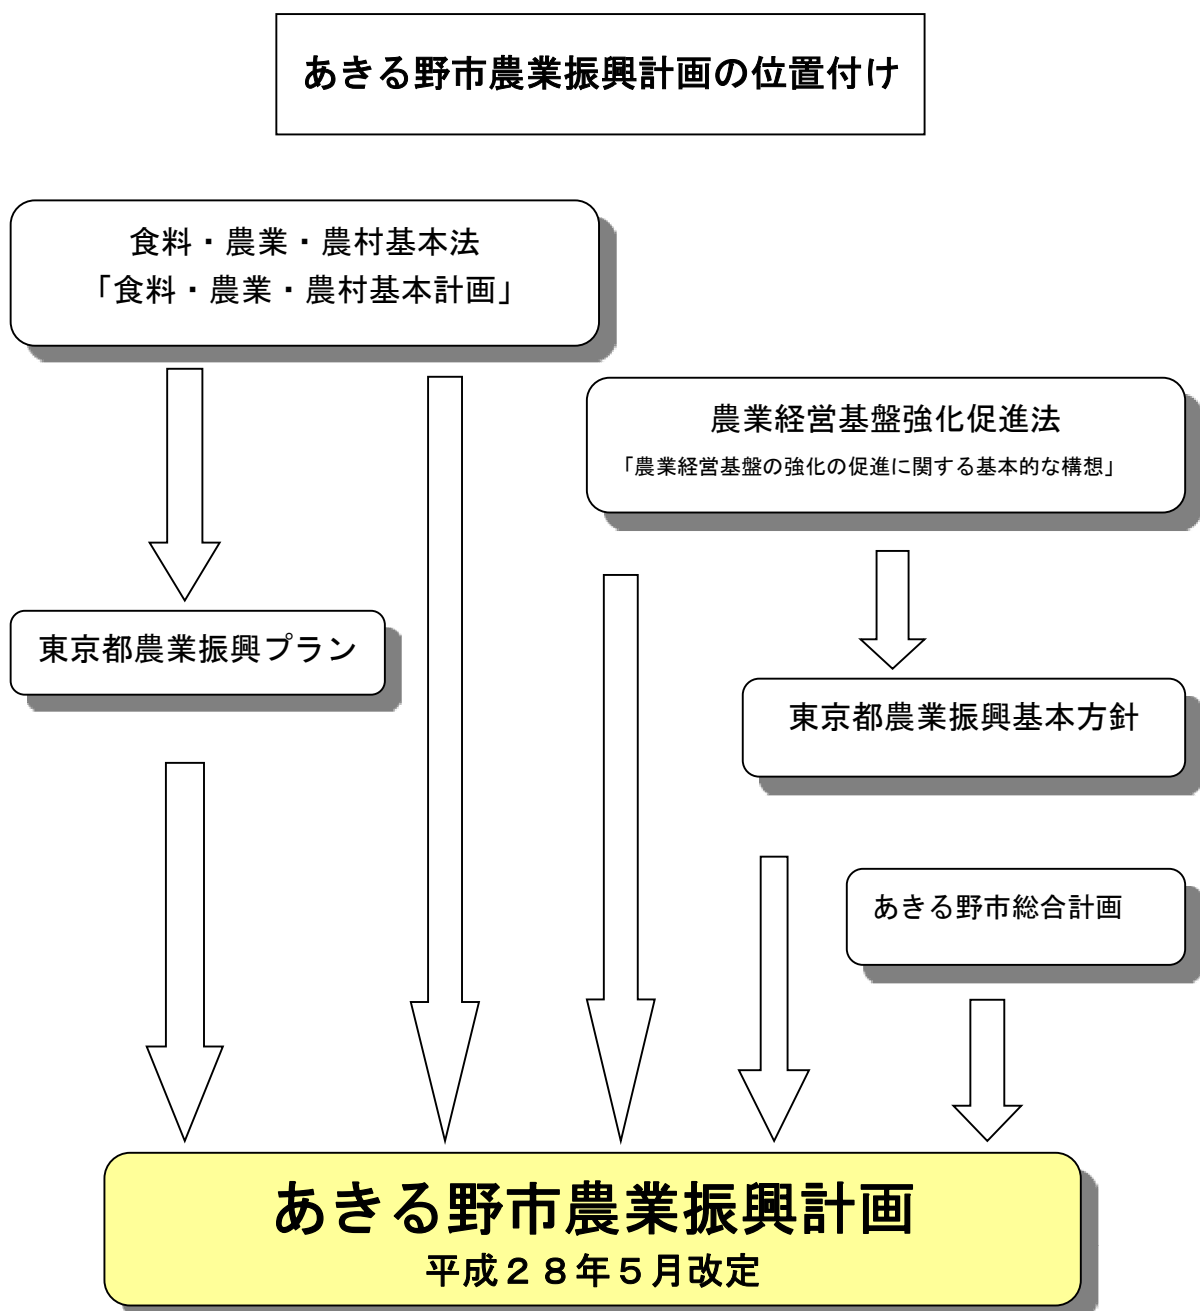 あきる野市農業振興計画の位置付け
食料・農業・農村基本法
「食料・農業・農村基本計画」
農業経営基盤強化促進法
「農業経営基盤の強化の促進に関する基本的な構想」
東京都農業振興プラン
東京都農業振興基本方針
あきる野市総合計画
あきる野市農業振興計画
平成２８年５月改定